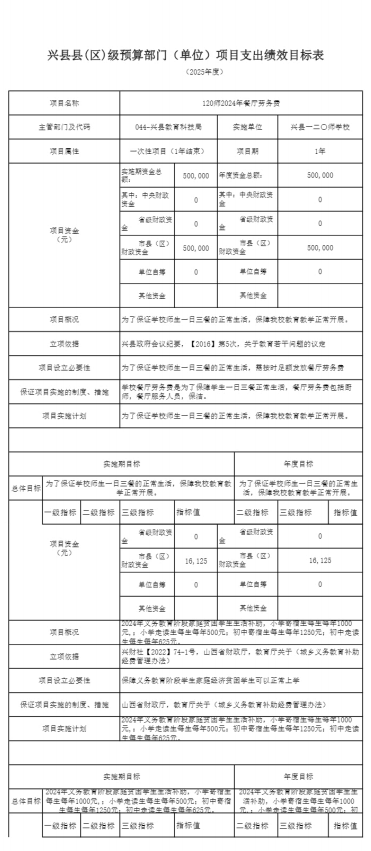 兴县县(区)级预算部门（单位）项目支出绩效目标表
（2025年度）
项目名称 120师2024年餐厅劳务费
主管部门及代码 044-兴县教育科技局 实施单位 兴县一二〇师学校
项目属性 一次性项目（1年结束） 项目期 1年
项目资金
（元）
实施期资金总额： 500,000 年度资金总额： 500,000
其中：中央财政资金 0 其中：中央财政资金 0
省级财政资金 0 省级财政资金 0
市县（区）财政资金 500,000 市县（区）财政资金 500,000
单位自筹 0 单位自筹 0
其他资金 其他资金
项目概况 为了保证学校师生一日三餐的正常生活，保障我校教育教学正常开展。
立项依据 兴县政府会议纪要，【2016】第5次，关于教育若干问题的议定
项目设立必要性 为了保证学校师生一日三餐的正常生活，需按时足额发放餐厅劳务费
保证项目实施的制度、措施 学校餐厅劳务费是为了保障学生一日三餐正常生活，餐厅劳务费包括厨
师，餐厅服务人员，保洁。
项目实施计划 为了保证学校师生一日三餐的正常生活，保障我校教育教学正常开展。
实施期目标 年度目标
总体目标 为了保证学校师生一日三餐的正常生活，保障我校教育教学正常开展。 为了保证学校师生一日三餐的正常生活，保障我校教育教学正常开展。
一级指标 二级指标 三级指标 指标值 二级指标 三级指标 指标值
项目资金
（元）
省级财政资金 0 省级财政资金 0
市县（区）财政资金 16,125 市县（区）财政资金 16,125
单位自筹 0 单位自筹 0
其他资金 其他资金
项目概况 2024年义务教育阶段家庭贫困学生生活补助，小学寄宿生每生每年1000
元，；小学走读生每生每年500元；初中寄宿生每年1250元；初中走读
生每生每年625元。
立项依据 兴财社【2022】74-1号，山西省财政厅，教育厅关于（城乡义务教育补助
经费管理办法）
项目设立必要性 保障义务教育阶段学生家庭经济贫困学生可以正常上学
保证项目实施的制度、措施 山西省财政厅，教育厅关于（城乡义务教育补助经费管理办法）
项目实施计划 2024年义务教育阶段家庭贫困学生生活补助，小学寄宿生每生每年1000
元，；小学走读生每生每年500元；初中寄宿生每生每年1250元；初中走读
生每生每年625元。
实施期目标 年度目标
总体目标 2024年义务教育阶段家庭贫困学生生活补助，小学寄宿生每生每年1000元，；小学走读生每生每年500元；初中寄宿生每生每年1250元；初中走读生每生每年625元。 2024年义务教育阶段家庭贫困学生生活补助，小学寄宿生每生每年1000元，；小学走读生每生每年500元；初
一级指标 二级指标 三级指标 指标值 二级指标 三级指标 指标值